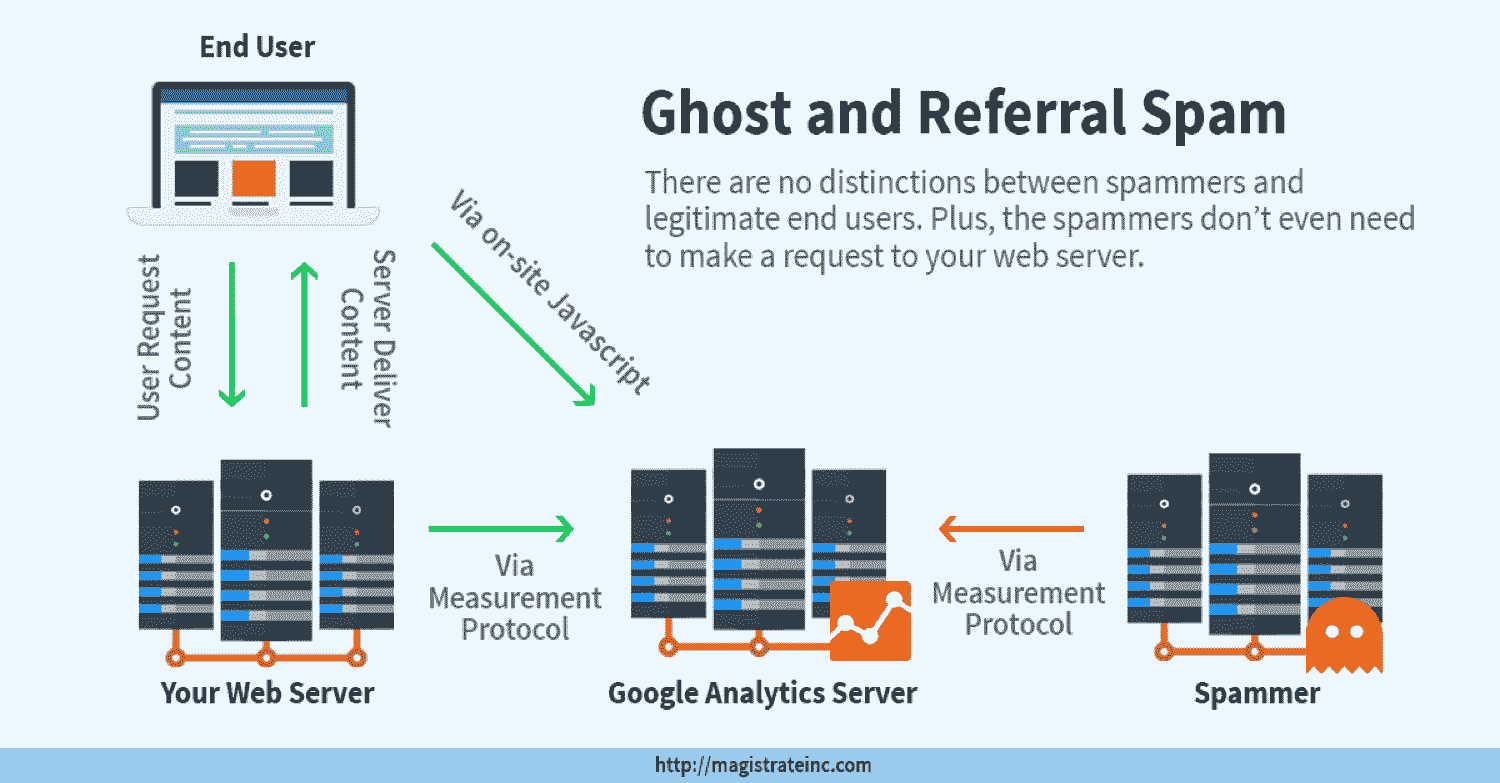 End User
Ghost and Referral Spam
There are no distinctions between spammers and
legitimate end users. Plus, the spammers don’t even need
to make a request to your web server.
User Request
Content
Server Deliver
Content
Via on-site Javascript
Via
Measurement
Protocol
Via
Measurement
Protocol
Your Web Server
Google Analytics Server
Spammer
http://magistrateinc.com